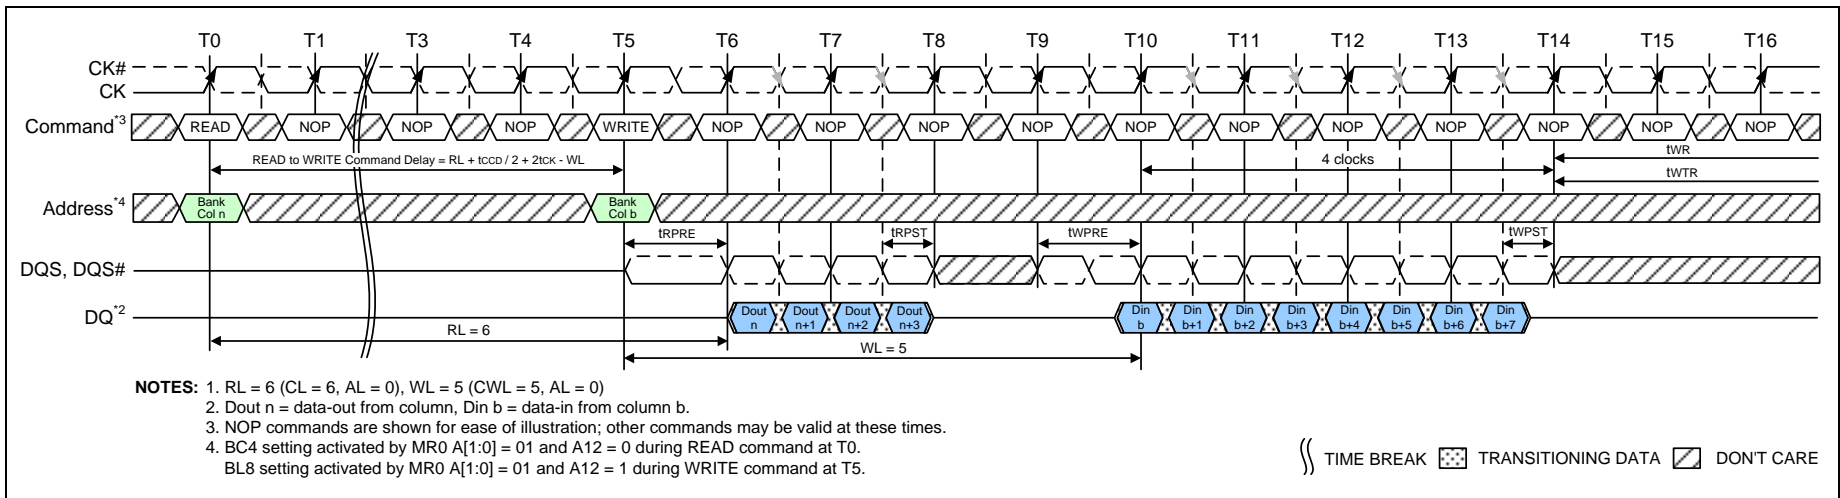 T0 T1 T3 T4 T5 T6 T7 T8 T9 T10 T11 T12 T13 T14 T15 T16
CK#
CK
Command*3 READ NOP NOP NOP WRITE NOP NOP NOP NOP NOP NOP NOP NOP NOP NOP NOP
READ to WRITE Command Delay = RL + tCCD / 2 + 2tCK - WL
4 clocks
tWR
tWTR
Address*4
Bank Col n
Bank Col b
tRPRE tRPST tWPRE tWPST
DQS, DQS#
DQ*2
Dout n
Dout n+1
Dout n+2
Dout n+3
Din b
Din b+1
Din b+2
Din b+3
Din b+4
Din b+5
Din b+6
Din b+7
RL = 6
WL = 5
NOTES: 1. RL = 6 (CL = 6, AL = 0), WL = 5 (CWL = 5, AL = 0)
2. Dout n = data-out from column, Din b = data-in from column b.
3. NOP commands are shown for ease of illustration; other commands may be valid at these times.
4. BC4 setting activated by MR0 A[1:0] = 01 and A12 = 0 during READ command at T0.
BL8 setting activated by MR0 A[1:0] = 01 and A12 = 1 during WRITE command at T5.
TIME BREAK TRANSITIONING DATA DON'T CARE